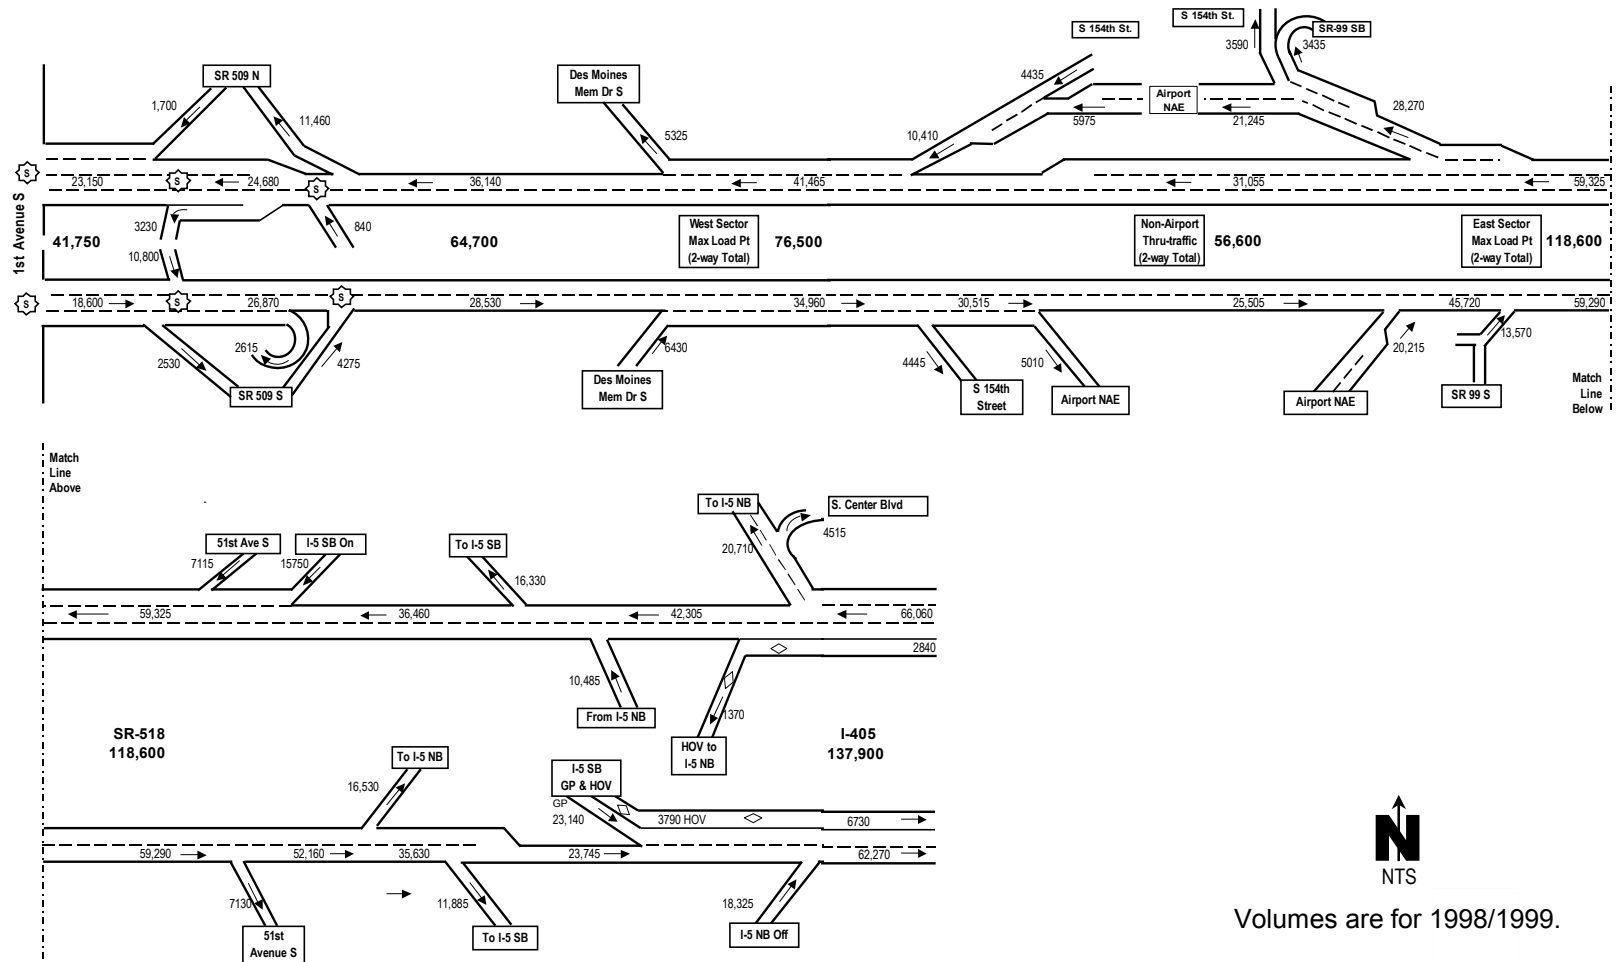 S 154th St.
SR-99 SB
S 154th St.
3590
3435
SR 509 N
Des Moines
Mem Dr S
4435
Airport
NAE
28,270
1,700
11,460
5325
10,410
5975
21,245
1st Avenue S
S
S
S
23,150
24,680
36,140
41,465
31,055
59,325
3230
840
41,750
64,700
West Sector
Max Load Pt
(2-way Total)
76,500
Non-Airport
Thru-traffic
(2-way Total)
56,600
East Sector
Max Load Pt
(2-way Total)
118,600
10,800
S
S
S
18,600
26,870
28,530
34,960
30,515
25,505
45,720
59,290
2530
2615
4275
6430
4445
5010
20,215
13,570
SR 509 S
Des Moines
Mem Dr S
S 154th
Street
Airport NAE
Airport NAE
SR 99 S
Match
Line
Below
Match
Line
Above
To I-5 NB
S. Center Blvd
51st Ave S
I-5 SB On
To I-5 SB
20,710
4515
7115
15750
16,330
59,325
36,460
42,305
66,060
2840
10,485
1370
From I-5 NB
HOV to
I-5 NB
SR-518
118,600
I-405
137,900
To I-5 NB
I-5 SB
GP & HOV
16,530
GP
23,140
3790 HOV
6730
59,290
52,160
35,630
23,745
62,270
7130
11,885
18,325
51st
Avenue S
To I-5 SB
I-5 NB Off
N
NTS
Volumes are for 1998/1999.